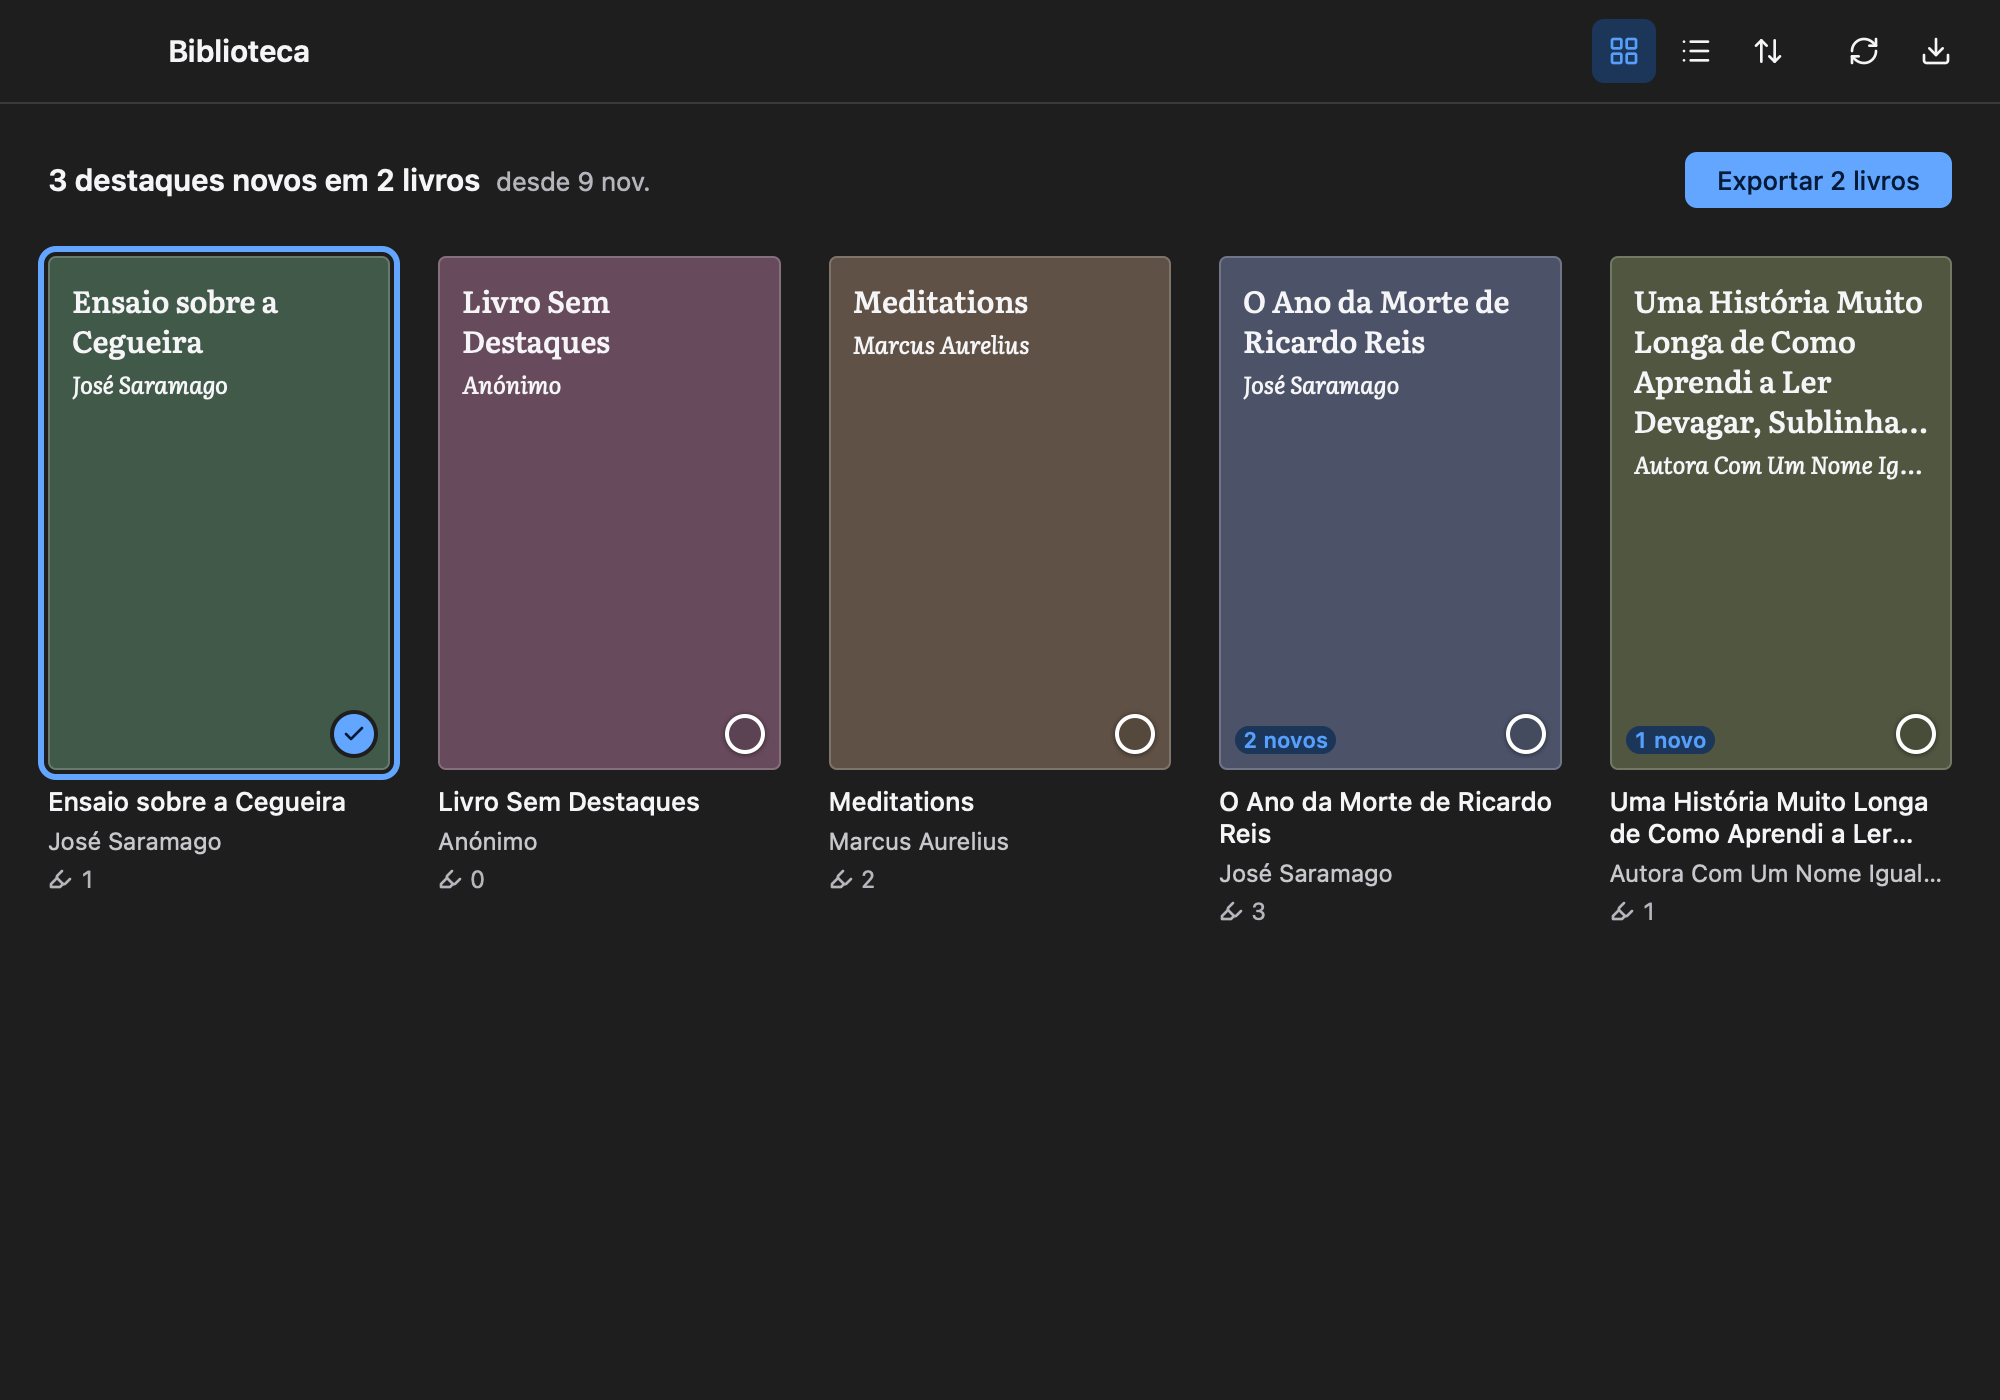 Biblioteca
3 destaques novos em 2 livros desde 9 nov.
Exportar 2 livros
Ensaio sobre a
Cegueira
José Saramago
Livro Sem
Destaques
Anónimo
Meditations
Marcus Aurelius
O Ano da Morte de
Ricardo Reis
José Saramago
2 novos
Uma História Muito
Longa de Como
Aprendi a Ler
Devagar, Sublinha...
Autora Com Um Nome Ig...
1 novo
Ensaio sobre a Cegueira
José Saramago
1
Livro Sem Destaques
Anónimo
0
Meditations
Marcus Aurelius
2
O Ano da Morte de Ricardo
Reis
José Saramago
3
Uma História Muito Longa
de Como Aprendi a Ler...
Autora Com Um Nome Igual...
1